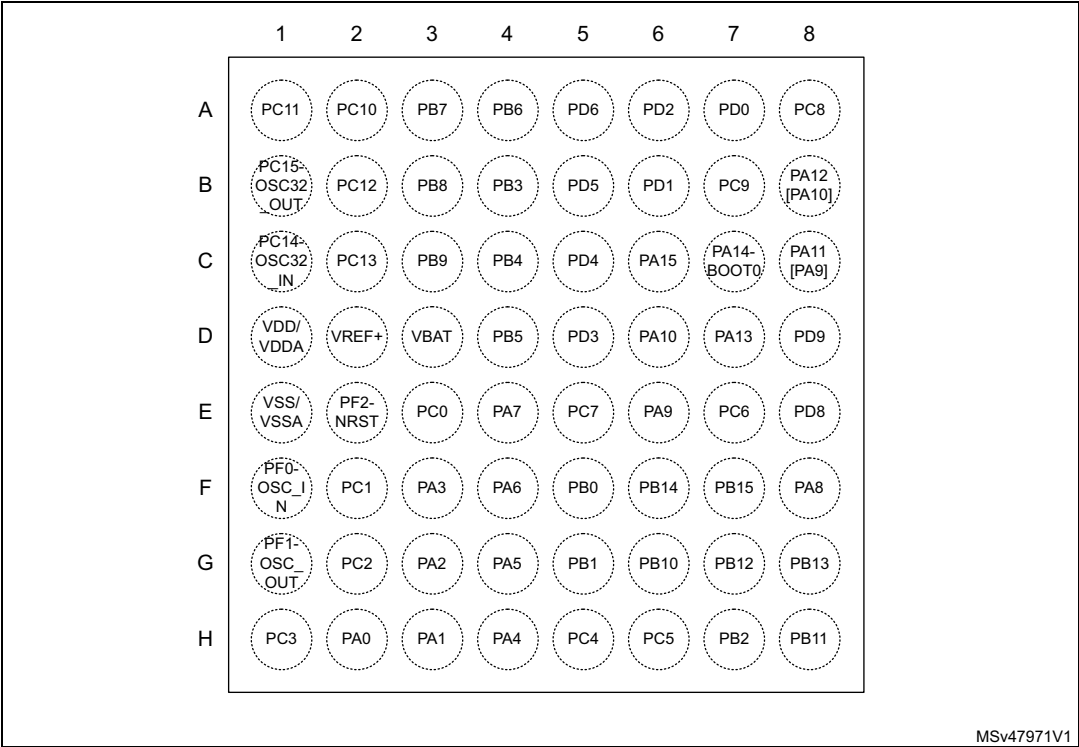 1 2 3 4 5 6 7 8
A PC11 PC10 PB7 PB6 PD6 PD2 PD0 PC8
B PC15-
OSC32
_OUT PC12 PB8 PB3 PD5 PD1 PC9 PA12
[PA10]
C PC14-
OSC32
_IN PC13 PB9 PB4 PD4 PA15 PA14-
BOOT0 PA11
[PA9]
D VDD/
VDDA VREF+ VBAT PB5 PD3 PA10 PA13 PD9
E VSS/
VSSA PF2-
NRST PC0 PA7 PC7 PA9 PC6 PD8
F PF0-
OSC_I
N PC1 PA3 PA6 PB0 PB14 PB15 PA8
G PF1-
OSC_
OUT PC2 PA2 PA5 PB1 PB10 PB12 PB13
H PC3 PA0 PA1 PA4 PC4 PC5 PB2 PB11
MSv47971V1